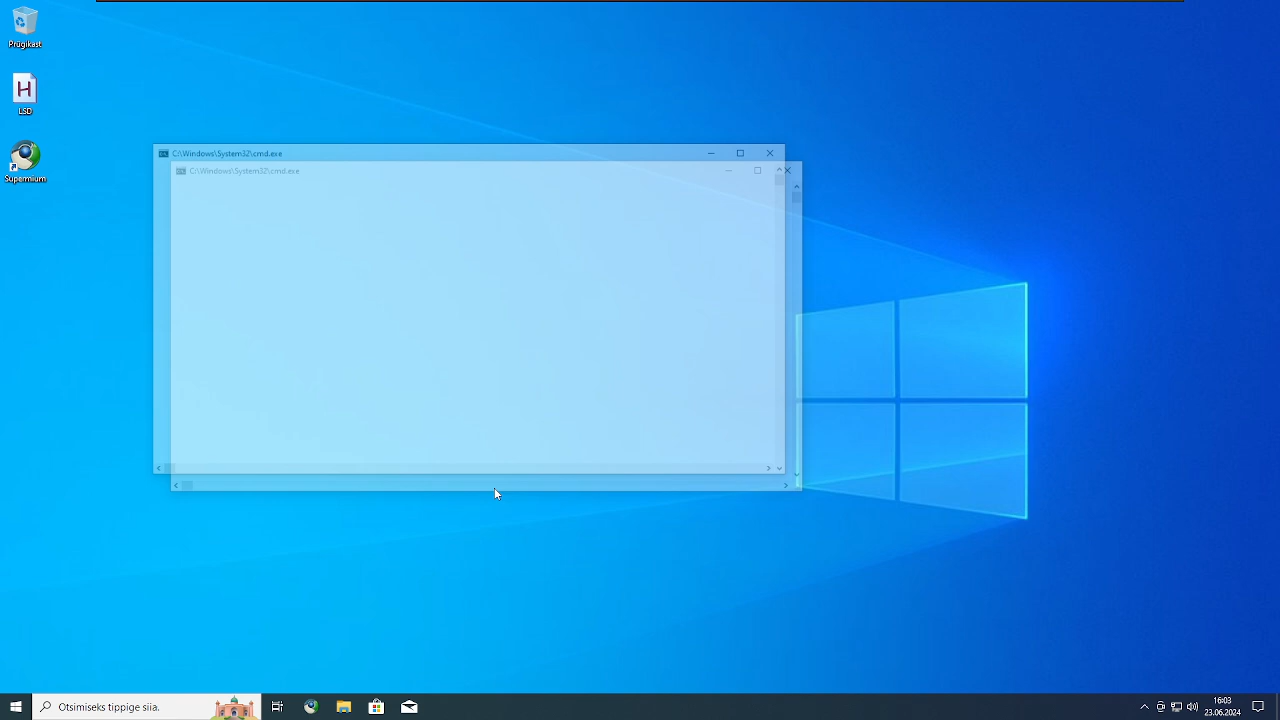 Prügikast
LSD
Supermium
C:\Windows\System32\cmd.exe
C:\Windows\System32\cmd.exe
Otsimiseks tippige siia.
16:03
23.06.2024